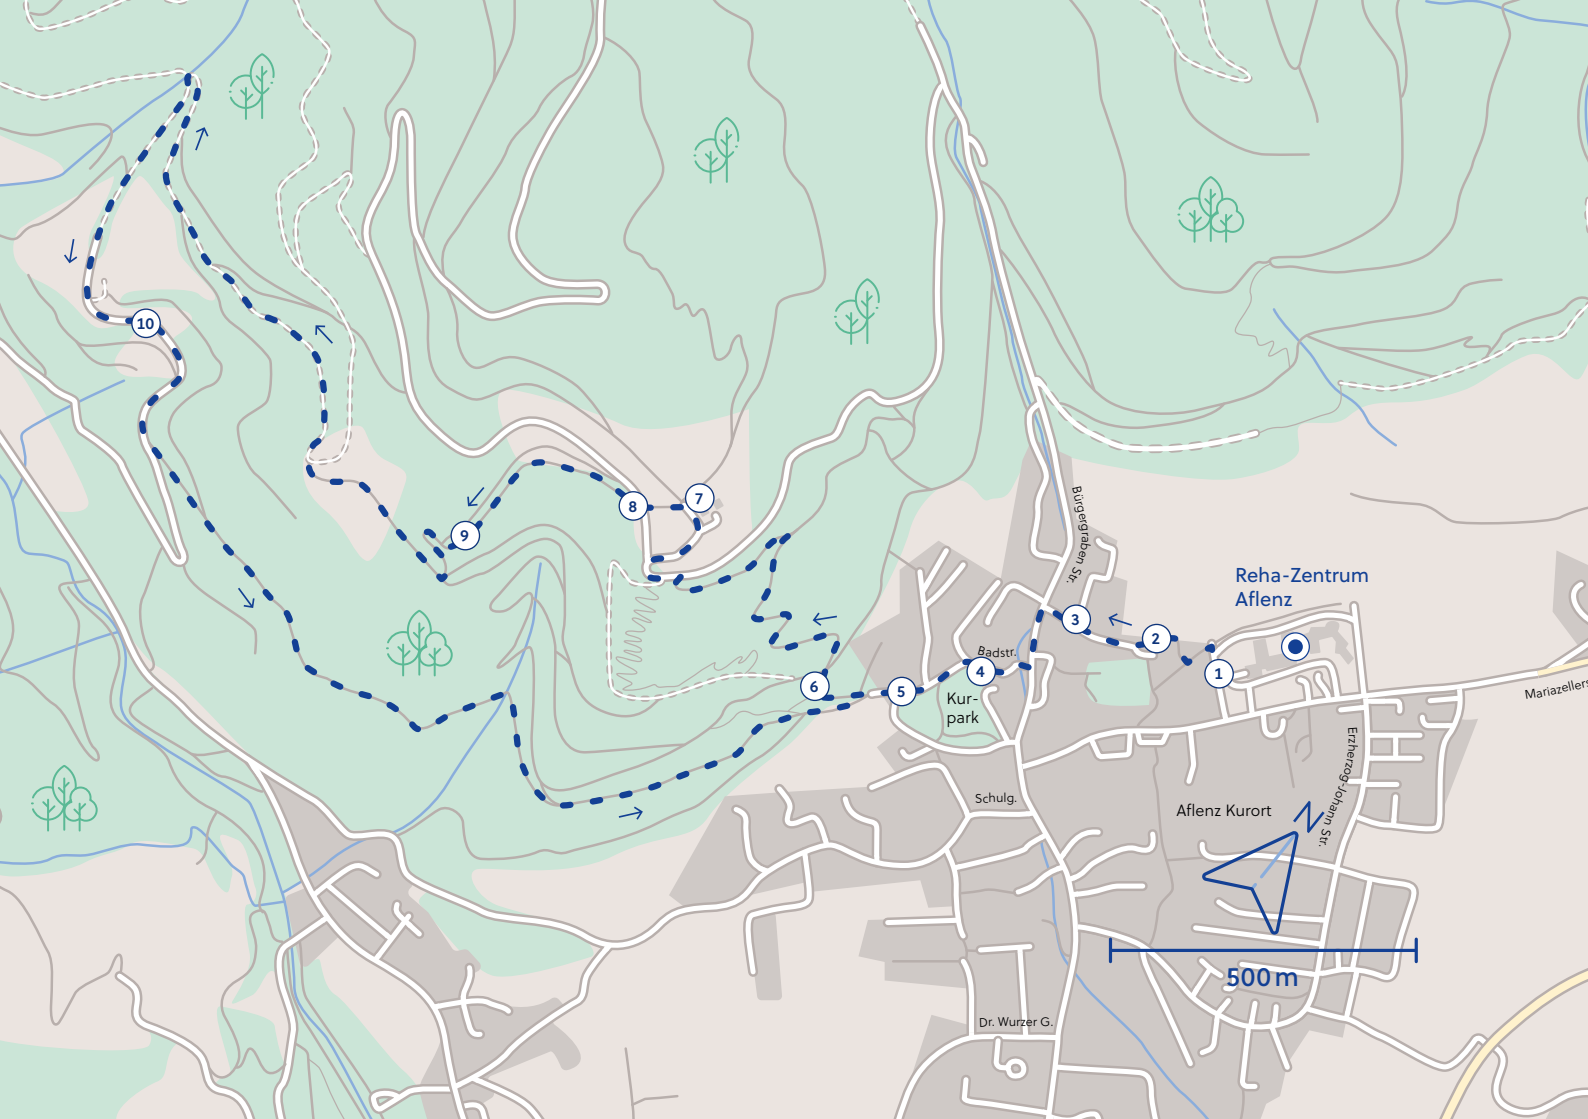 10
7
8
9
Bürgergraben Str.
Reha-Zentrum
Aflenz
3
2
1
Badstr.
4
6
5
Kur-
park
Mariazellers
Erzherzog-Johann Str.
Schulg.
Aflenz Kurort
N
500 m
Dr. Wurzer G.